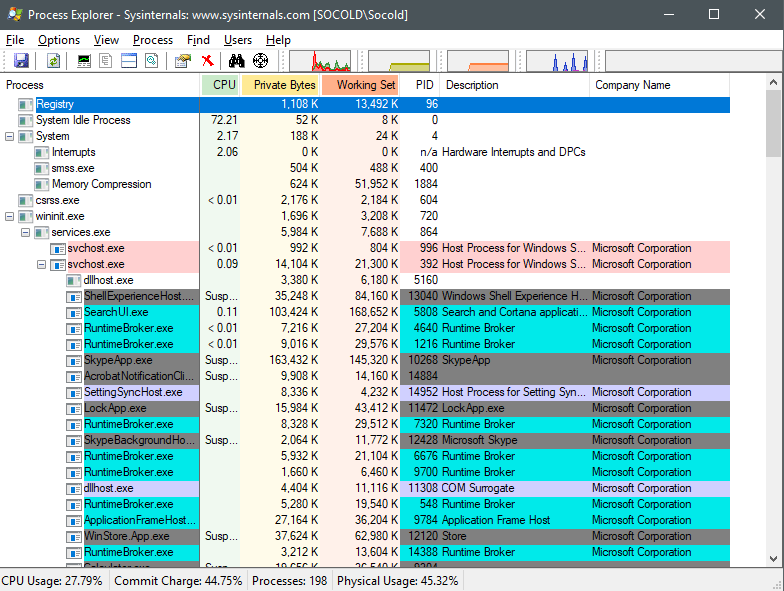 Process Explorer - Sysinternals: www.sysinternals.com [SOCOLD\Socold]
File Options View Process Find Users Help
Process CPU Private Bytes Working Set PID Description Company Name
Registry 1,108 K 13,492 K 96
System Idle Process 72.21 52 K 8 K 0
System 2.17 188 K 24 K 4
Interrupts 2.06 0 K 0 K n/a Hardware Interrupts and DPCs
smss.exe 504 K 488 K 400
Memory Compression 624 K 51,952 K 1884
csrss.exe < 0.01 2,176 K 2,184 K 604
wininit.exe 1,696 K 3,208 K 720
services.exe 5,984 K 7,688 K 864
svchost.exe < 0.01 992 K 804 K 996 Host Process for Windows S... Microsoft Corporation
svchost.exe 0.09 14,104 K 21,300 K 392 Host Process for Windows S... Microsoft Corporation
dllhost.exe 3,380 K 6,180 K 5160
ShellExperienceHost.... Susp... 35,248 K 84,160 K 13040 Windows Shell Experience H... Microsoft Corporation
SearchUI.exe 0.11 103,424 K 168,652 K 5808 Search and Cortana applicati... Microsoft Corporation
RuntimeBroker.exe < 0.01 7,216 K 27,204 K 4640 Runtime Broker Microsoft Corporation
RuntimeBroker.exe < 0.01 9,016 K 29,576 K 1216 Runtime Broker Microsoft Corporation
SkypeApp.exe Susp... 163,432 K 145,320 K 10268 SkypeApp Microsoft Corporation
AcrobatNotificationCli... Susp... 9,908 K 14,160 K 14884
SettingSyncHost.exe 8,336 K 4,232 K 14952 Host Process for Setting Syn... Microsoft Corporation
LockApp.exe Susp... 15,984 K 43,412 K 11472 LockApp.exe Microsoft Corporation
RuntimeBroker.exe 8,328 K 29,512 K 7320 Runtime Broker Microsoft Corporation
SkypeBackgroundHo... Susp... 2,064 K 11,772 K 12428 Microsoft Skype Microsoft Corporation
RuntimeBroker.exe 5,932 K 21,104 K 6676 Runtime Broker Microsoft Corporation
RuntimeBroker.exe 1,660 K 6,460 K 9700 Runtime Broker Microsoft Corporation
dllhost.exe 4,404 K 11,116 K 11308 COM Surrogate Microsoft Corporation
RuntimeBroker.exe 5,280 K 19,540 K 548 Runtime Broker Microsoft Corporation
ApplicationFrameHost... 27,164 K 36,204 K 9784 Application Frame Host Microsoft Corporation
WinStore.App.exe Susp... 37,624 K 62,980 K 12120 Store Microsoft Corporation
RuntimeBroker.exe 3,212 K 13,604 K 14388 Runtime Broker Microsoft Corporation
CPU Usage: 27.79% Commit Charge: 44.75% Processes: 198 Physical Usage: 45.32%